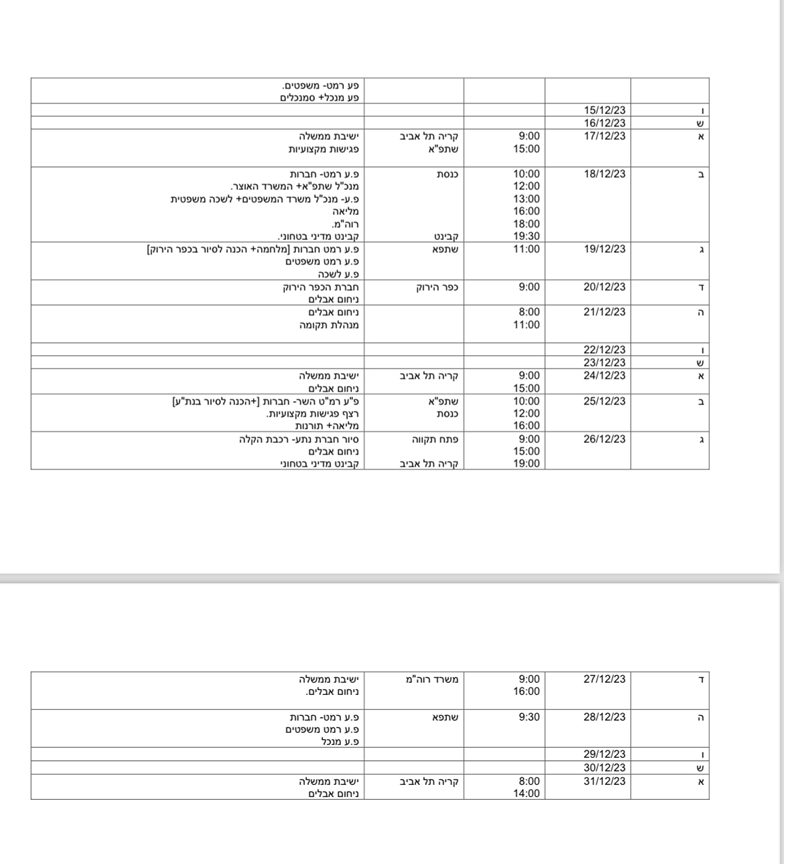 פע רמט- משפטים.
פע מנכל+ סמנכלים
ו 15/12/23
ש 16/12/23
א 17/12/23 9:00 קריה תל אביב ישיבת ממשלה
15:00 שתפ"א פגישות מקצועיות
ב 18/12/23 10:00 כנסת פ.ע רמט- חברות
12:00 מנכ"ל שתפ"א+ המשרד האוצר.
13:00 פ.ע- מנכ"ל משרד המשפטים+ לשכה משפטית
16:00 מליאה
18:00 רוה"מ.
19:30 קבינט קבינט מדיני בטחוני.
ג 19/12/23 11:00 שתפא פ.ע רמט חברות [מלחמה+ הכנה לסיור בכפר הירוק]
פ.ע רמט משפטים
פ.ע לשכה
ד 20/12/23 9:00 כפר הירוק חברת הכפר הירוק
ניחום אבלים
ה 21/12/23 8:00 ניחום אבלים
11:00 מנהלת תקומה
ו 22/12/23
ש 23/12/23
א 24/12/23 9:00 קריה תל אביב ישיבת ממשלה
15:00 ניחום אבלים
ב 25/12/23 10:00 שתפ"א פ"ע רמ"ט השר- חברות [+הכנה לסיור בנת"ע]
12:00 כנסת רצף פגישות מקצועיות.
16:00 מליאה+ תורנות
ג 26/12/23 9:00 פתח תקווה סיור חברת נתע- רכבת הקלה
15:00 ניחום אבלים
19:00 קריה תל אביב קבינט מדיני בטחוני
ד 27/12/23 9:00 משרד רוה"מ ישיבת ממשלה
16:00 ניחום אבלים.
ה 28/12/23 9:30 שתפא פ.ע רמט- חברות
פ.ע רמט משפטים
פ.ע מנכל
ו 29/12/23
ש 30/12/23
א 31/12/23 8:00 קריה תל אביב ישיבת ממשלה
14:00 ניחום אבלים